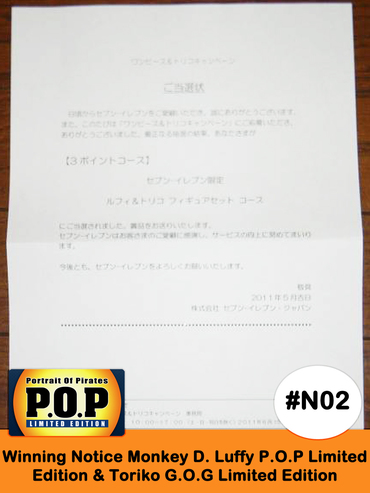 ワンピース&トリコキャンペーン
ご当選状
日頃からセブン-イレブンをご愛顧いただき、誠にありがとうございます。
また、このたびは「ワンピース&トリコキャンペーン」にご応募いただき、
ありがとうございました。厳正なる抽選の結果、あなたさまが
【3ポイントコース】
セブン-イレブン限定
ルフィ&トリコ フィギュアセット コース
にご当選されました。賞品をお送りいたします。
セブン-イレブンはお客さまのご愛顧に感謝し、サービスの向上に努めてまいり
ます。
今後とも、セブン-イレブンをよろしくお願いいたします。
敬具
2011年5月吉日
株式会社 セブン-イレブン・ジャパン
&トリコキャンペーン 事務局
Portrait Of Pirates
P.O.P
LIMITED EDITION
#N02
Winning Notice Monkey D. Luffy P.O.P Limited
Edition & Toriko G.O.G Limited Edition